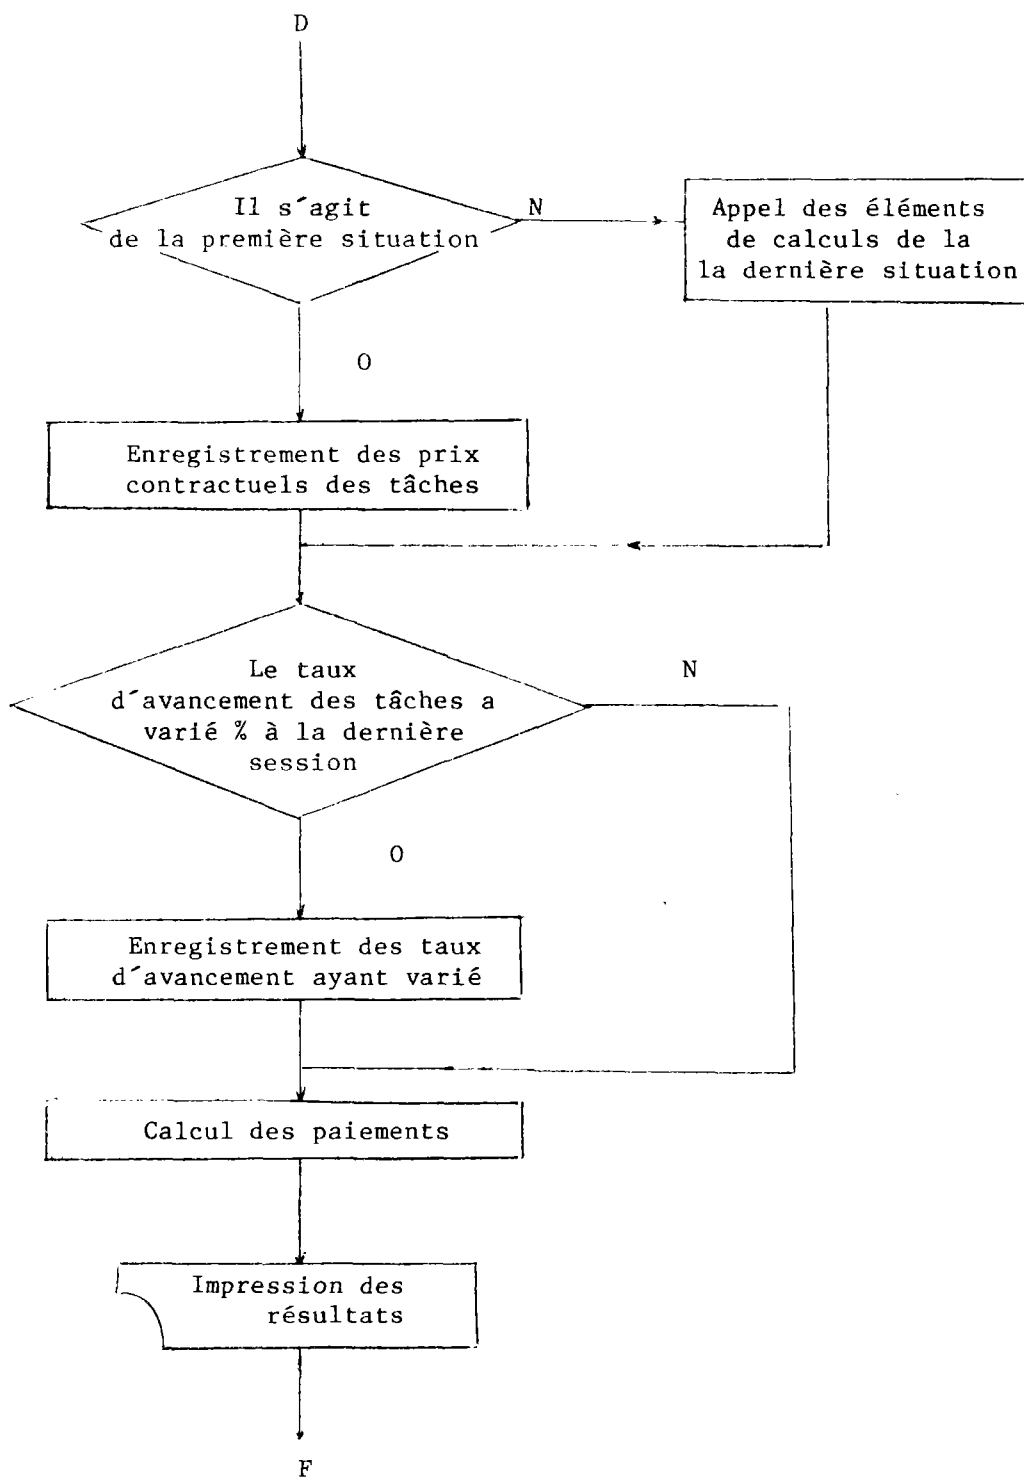 D
Il s´agit
de la première situation
N
Appel des éléments
de calculs de la
la dernière situation
O
Enregistrement des prix
contractuels des tâches
Le taux
d´avancement des tâches a
varié % à la dernière
session
N
O
Enregistrement des taux
d´avancement ayant varié
Calcul des paiements
Impression des
résultats
F